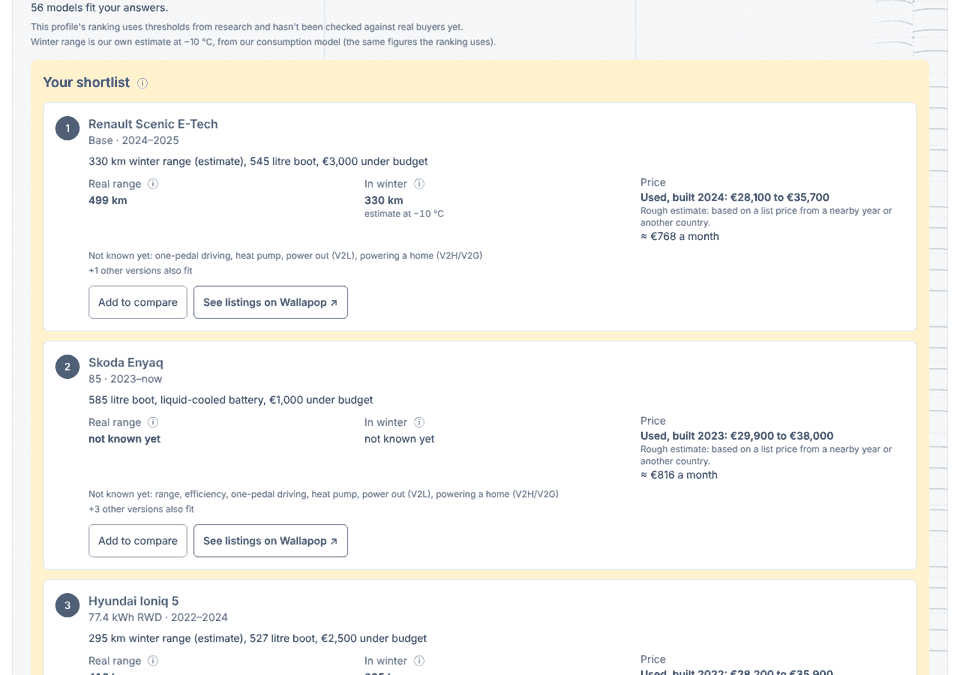 56 models fit your answers.
This profile's ranking uses thresholds from research and hasn't been checked against real buyers yet.
Winter range is our own estimate at −10 °C, from our consumption model (the same figures the ranking uses).
Your shortlist ⓘ
1
Renault Scenic E-Tech
Base · 2024–2025
330 km winter range (estimate), 545 litre boot, €3,000 under budget
Real range ⓘ
499 km
In winter ⓘ
330 km
estimate at −10 °C
Price
Used, built 2024: €28,100 to €35,700
Rough estimate: based on a list price from a nearby year or
another country.
≈ €768 a month
Not known yet: one-pedal driving, heat pump, power out (V2L), powering a home (V2H/V2G)
+1 other versions also fit
Add to compare
See listings on Wallapop ↗
2
Skoda Enyaq
85 · 2023–now
585 litre boot, liquid-cooled battery, €1,000 under budget
Real range ⓘ
not known yet
In winter ⓘ
not known yet
Price
Used, built 2023: €29,900 to €38,000
Rough estimate: based on a list price from a nearby year or
another country.
≈ €816 a month
Not known yet: range, efficiency, one-pedal driving, heat pump, power out (V2L), powering a home (V2H/V2G)
+3 other versions also fit
Add to compare
See listings on Wallapop ↗
3
Hyundai Ioniq 5
77.4 kWh RWD · 2022–2024
295 km winter range (estimate), 527 litre boot, €2,500 under budget
Real range ⓘ
In winter ⓘ
Price
Used, built 2022: €28,200 to €35,900